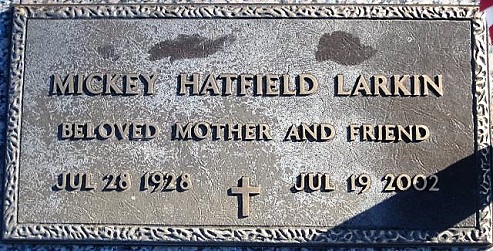 MICKEY HATFIELD LARKIN
BELOVED MOTHER AND FRIEND
JUL 28 1928 JUL 19 2002